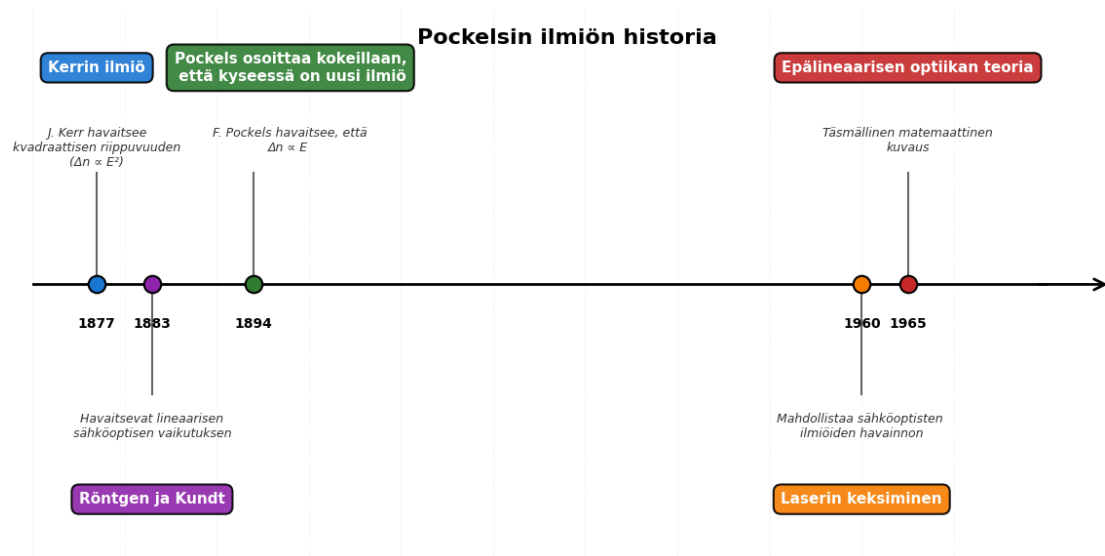 Pockelsin ilmiön historia
Kerrin ilmiö
Pockels osoittaa kokeillaan,
että kyseessä on uusi ilmiö
Epälineaarisen optiikan teoria
J. Kerr havaitsee
kvadraattisen riippuvuuden
(Δn ∝ E²)
F. Pockels havaitsee, että
Δn ∝ E
Täsmällinen matemaattinen
kuvaus
1877
1883
1894
1960
1965
Havaitsevat lineaarisen
sähköoptisen vaikutuksen
Mahdollistaa sähköoptisten
ilmiöiden havainnon
Röntgen ja Kundt
Laserin keksiminen